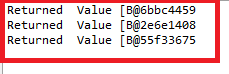 Returned  Value [B@6bbc4459
Returned  Value [B@2e6e1408
Returned  Value [B@55f33675